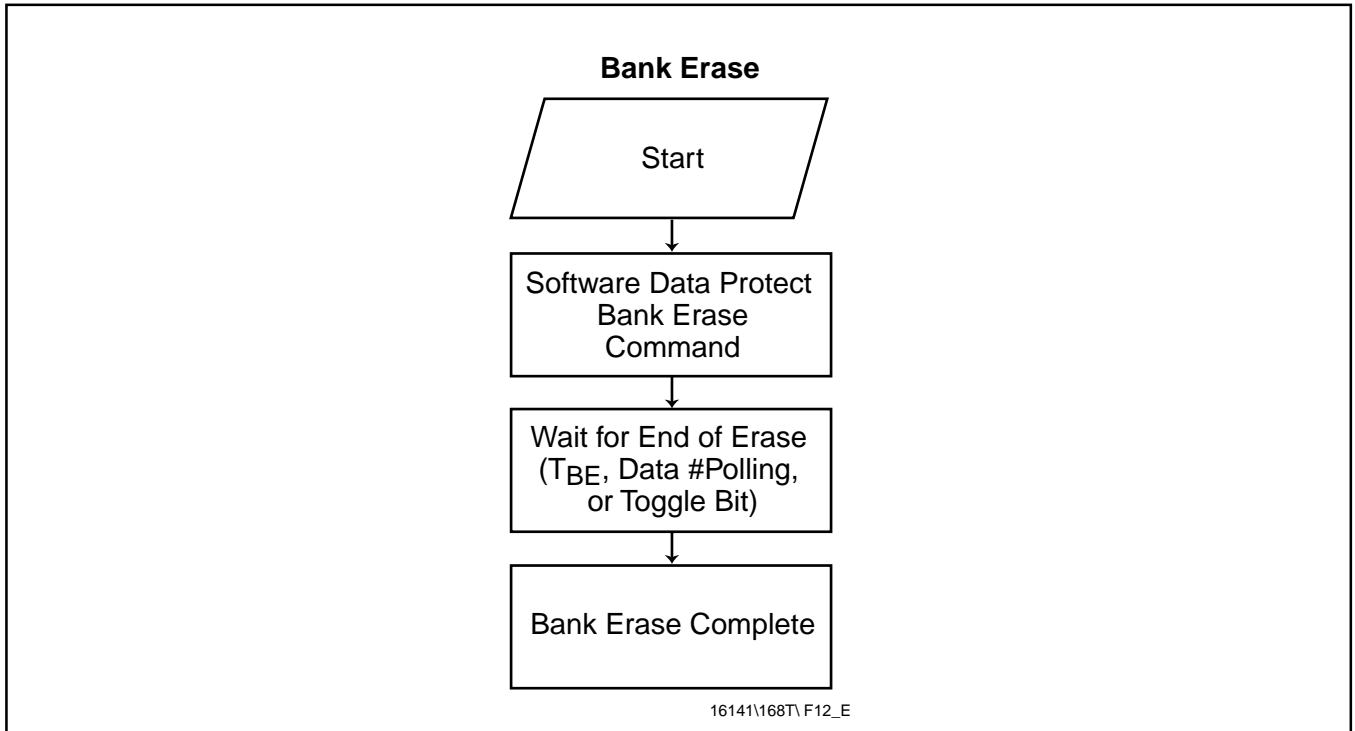 Bank Erase
Start
Software Data Protect
Bank Erase
Command
Wait for End of Erase
(TBE, Data #Polling,
or Toggle Bit)
Bank Erase Complete
16141\168T\ F12_E